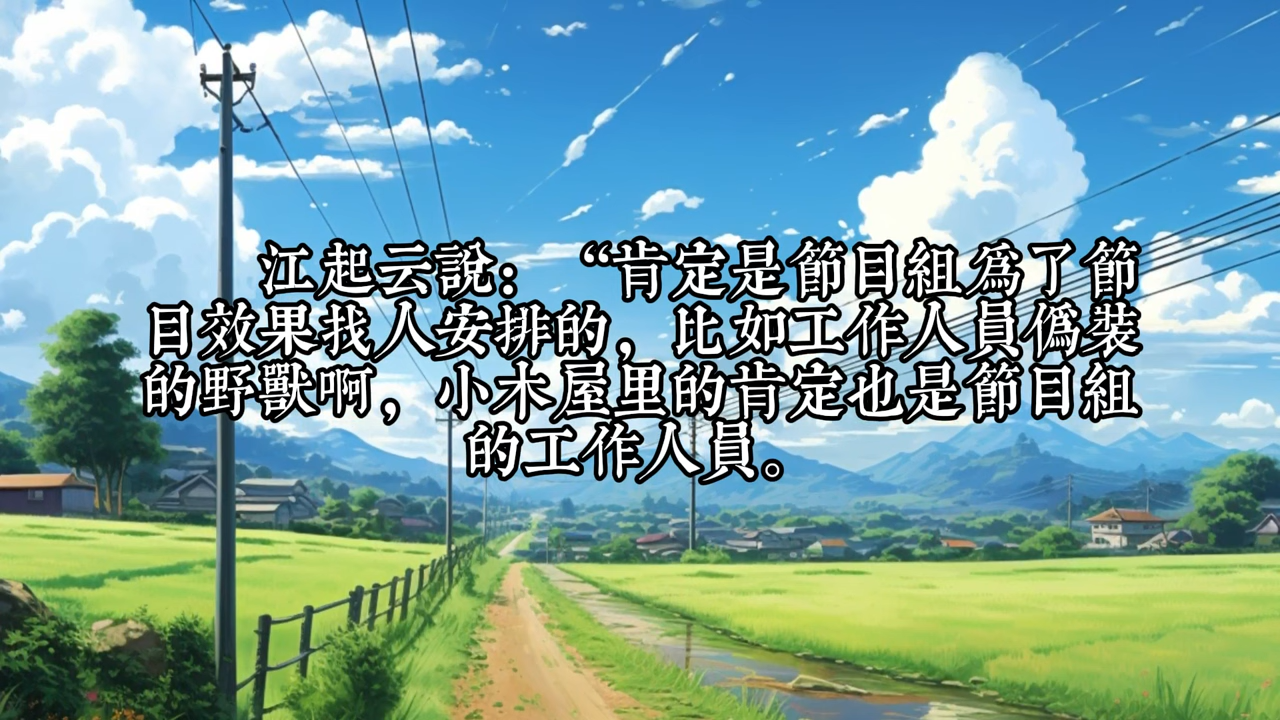 江起云說：“肯定是節目組爲了節
目效果找人安排的，比如工作人員僞裝
的野獸啊，小木屋里的肯定也是節目組
的工作人員。